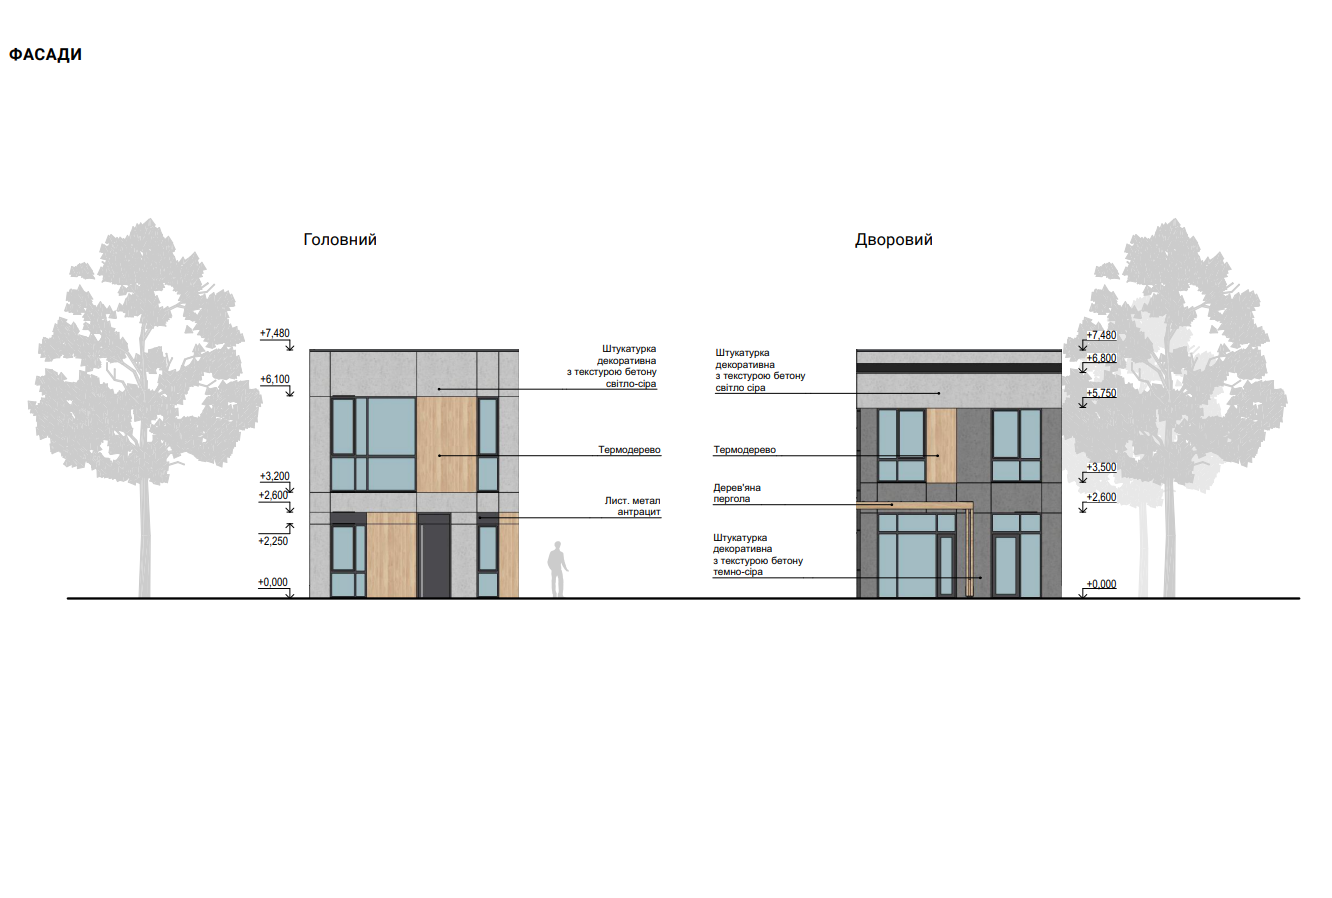 ФАСАДИ
Головний
+7,480
+6,100
+3,200
+2,600
+2,250
+0,000
Штукатурка
декоративна
з текстурою бетону
світло-сіра
Термодерево
Лист. метал
антрацит
Дворовий
Штукатурка
декоративна
з текстурою бетону
світло сіра
Термодерево
Дерев'яна
пергола
Штукатурка
декоративна
з текстурою бетону
темно-сіра
+7,480
+6,800
+5,750
+3,500
+2,600
+0,000